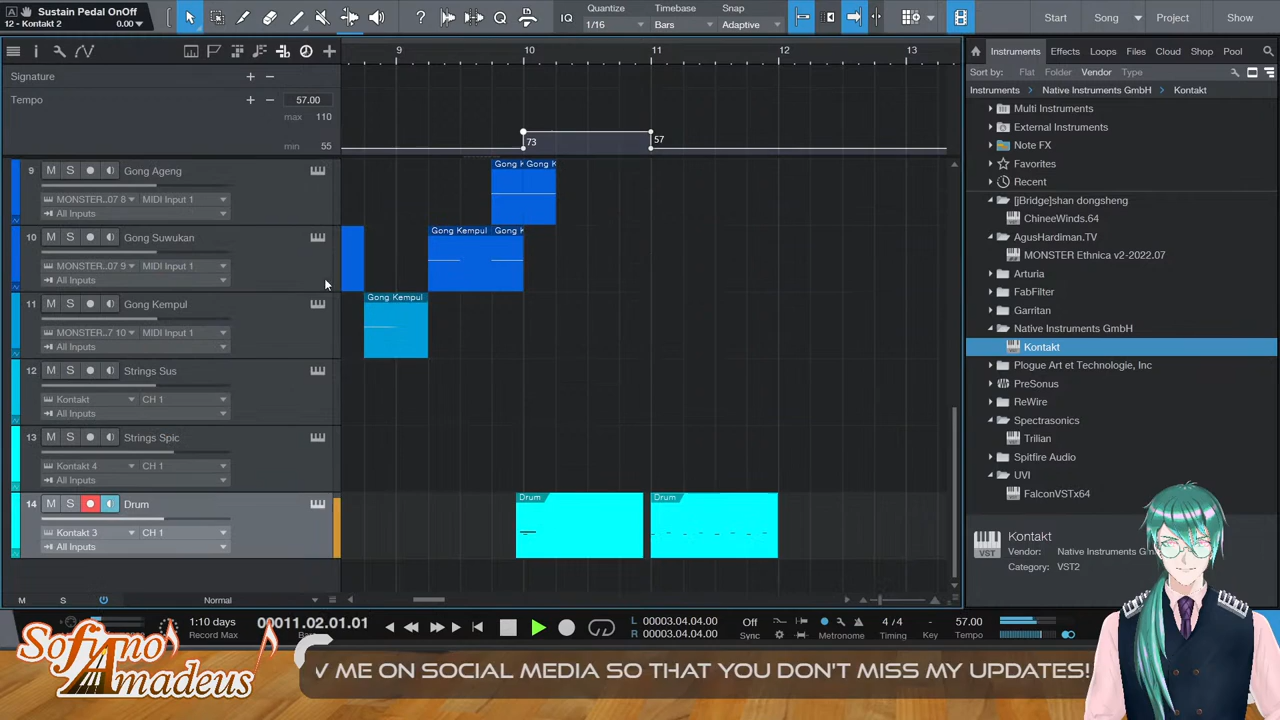 Sustain Pedal OnOff
12 - Kontakt 2 0.00
Quantize
1/16
Timebase
Bars
Snap
Adaptive
IQ
Start
Song
Project
Show
9
10
11
12
13
Signature
Tempo
57.00
max 110
min 55
73
57
9 M S Gong Ageng
MONSTER...07 8 MIDI Input 1
All Inputs
Gong K Gong K
10 M S Gong Suwukan
MONSTER...07 9 MIDI Input 1
All Inputs
Gong Kempul Gong K
11 M S Gong Kempul
MONSTER...7 10 MIDI Input 1
All Inputs
Gong Kempul
12 M S Strings Sus
Kontakt CH 1
All Inputs
13 M S Strings Spic
Kontakt 4 CH 1
All Inputs
14 M S Drum
Kontakt 3 CH 1
All Inputs
Drum
Drum
M S Normal
Instruments Effects Loops Files Cloud Shop Pool
Sort by: Flat Folder Vendor Type
Instruments Native Instruments GmbH Kontakt
Multi Instruments
External Instruments
Note FX
Favorites
Recent
[jBridge]shan dongsheng
ChineeWinds.64
AgusHardiman.TV
MONSTER Ethnica v2-2022.07
Arturia
FabFilter
Garritan
Native Instruments GmbH
Kontakt
Plogue Art et Technologie, Inc
PreSonus
ReWire
Spectrasonics
Trilian
Spitfire Audio
UVI
FalconVSTx64
VST
Kontakt
Vendor: Native Instruments Gm
Category: VST2
1:10 days
Record Max
00011.02.01.01
L 00003.04.04.00
R 00003.04.04.00
Off
Sync
Metronome
4 / 4
Timing
Key
57.00
Tempo
Sofiano
Amadeus
ME ON SOCIAL MEDIA SO THAT YOU DON'T MISS MY UPDATES!